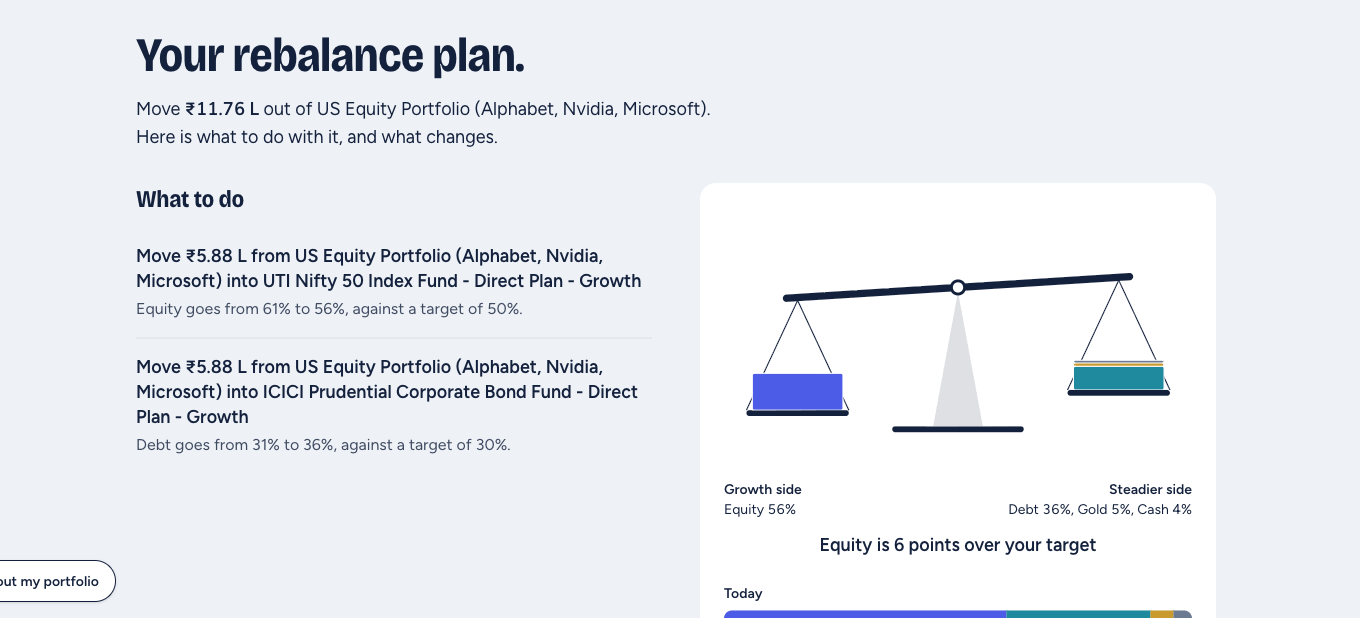 Your rebalance plan.
Move ₹11.76 L out of US Equity Portfolio (Alphabet, Nvidia, Microsoft).
Here is what to do with it, and what changes.
What to do
Move ₹5.88 L from US Equity Portfolio (Alphabet, Nvidia,
Microsoft) into UTI Nifty 50 Index Fund - Direct Plan - Growth
Equity goes from 61% to 56%, against a target of 50%.
Move ₹5.88 L from US Equity Portfolio (Alphabet, Nvidia,
Microsoft) into ICICI Prudential Corporate Bond Fund - Direct
Plan - Growth
Debt goes from 31% to 36%, against a target of 30%.
my portfolio
Growth side
Equity 56%
Steadier side
Debt 36%, Gold 5%, Cash 4%
Equity is 6 points over your target
Today